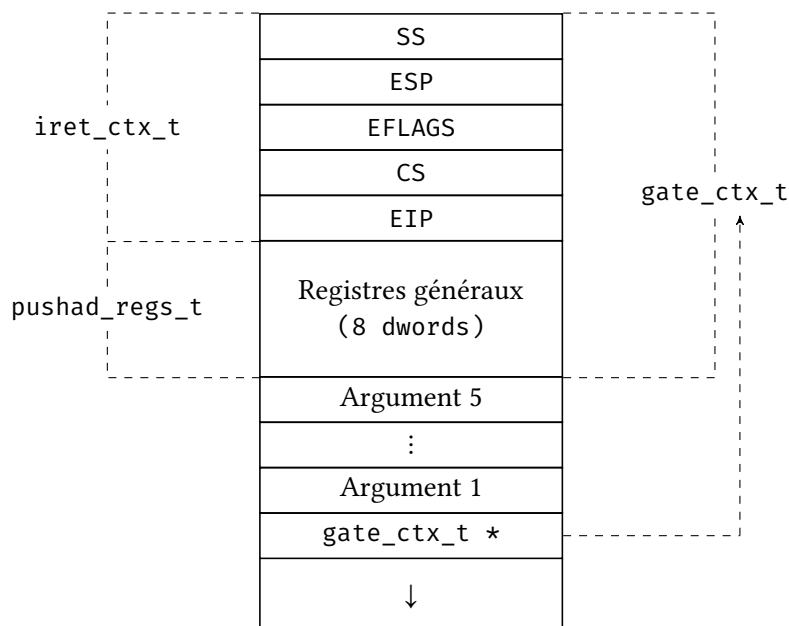 SS
ESP
iret_ctx_t
EFLAGS
CS
gate_ctx_t
EIP
Registres généraux
pushad_regs_t
(8 dwords)
Argument 5
⋮
Argument 1
gate_ctx_t *
↓